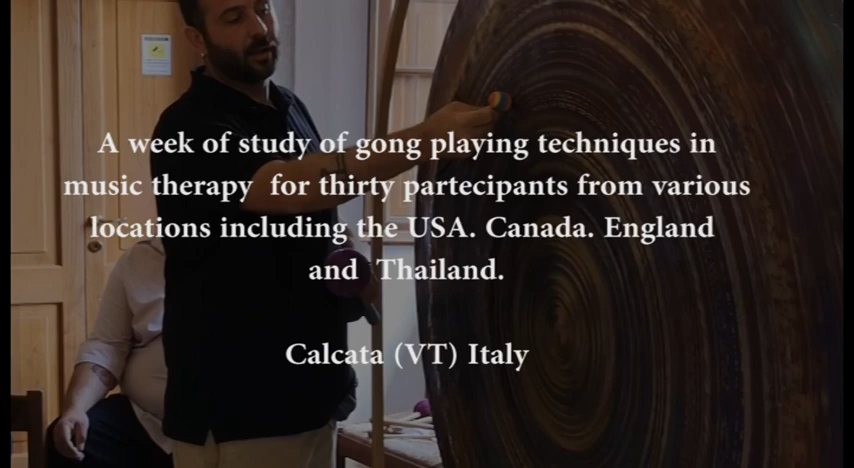 A week of study of gong playing techniques in
music therapy  for thirty partecipants from various
locations including the USA. Canada. England
and  Thailand.
Calcata (VT) Italy